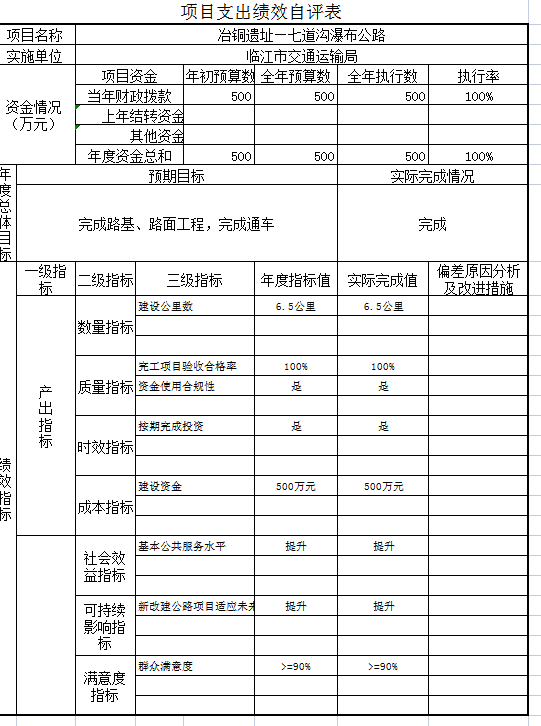 项目支出绩效自评表
项目名称 冶铜遗址—七道沟瀑布公路
实施单位 临江市交通运输局
资金情况（万元） 项目资金 年初预算数 全年预算数 全年执行数 执行率
当年财政拨款 500 500 500 100%
上年结转资金
其他资金
年度资金总和 500 500 500 100%
年度总体目标 预期目标 实际完成情况
完成路基、路面工程，完成通车 完成
绩效指标 一级指标 二级指标 三级指标 年度指标值 实际完成值 偏差原因分析及改进措施
产出指标 数量指标 建设公里数 6.5公里 6.5公里
质量指标 完工项目验收合格率 100% 100%
资金使用合规性 是 是
时效指标 按期完成投资 是 是
成本指标 建设资金 500万元 500万元
社会效益指标 基本公共服务水平 提升 提升
可持续影响指标 新改建公路项目适应未 提升 提升
满意度指标 群众满意度 >=90% >=90%